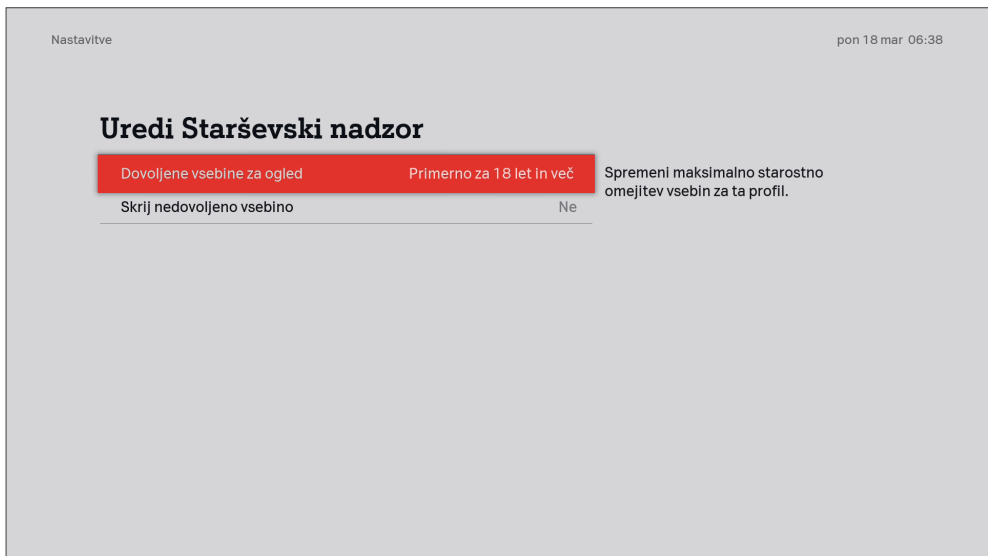 Nastavitve
pon 18 mar 06:38
Uredi Starševski nadzor
Dovoljene vsebine za ogled Primerno za 18 let in več
Spremeni maksimalno starostno
omejitev vsebin za ta profil.
Skrij nedovoljeno vsebino Ne